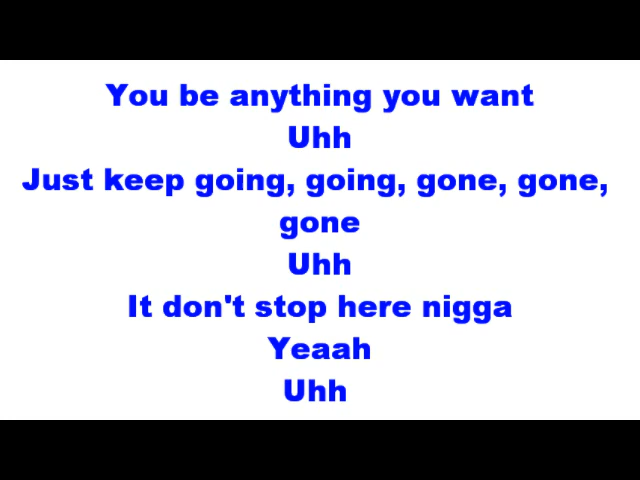 You be anything you want
Uhh
Just keep going, going, gone, gone,
gone
Uhh
It don't stop here nigga
Yeaah
Uhh